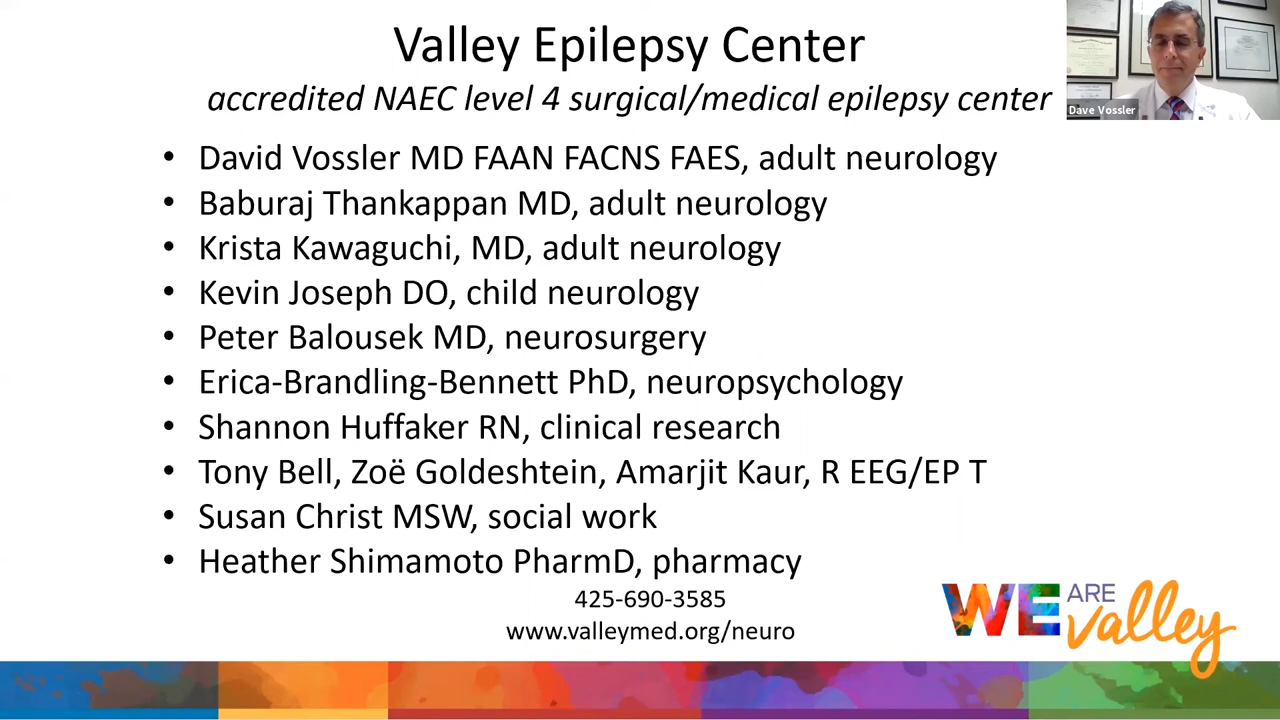 Valley Epilepsy Center
accredited NAEC level 4 surgical/medical epilepsy center
Dave Vossler
• David Vossler MD FAAN FACNS FAES, adult neurology
• Baburaj Thankappan MD, adult neurology
• Krista Kawaguchi, MD, adult neurology
• Kevin Joseph DO, child neurology
• Peter Balousek MD, neurosurgery
• Erica-Brandling-Bennett PhD, neuropsychology
• Shannon Huffaker RN, clinical research
• Tony Bell, Zoë Goldeshtein, Amarjit Kaur, R EEG/EP T
• Susan Christ MSW, social work
• Heather Shimamoto PharmD, pharmacy
425-690-3585
www.valleymed.org/neuro
WE ARE valley